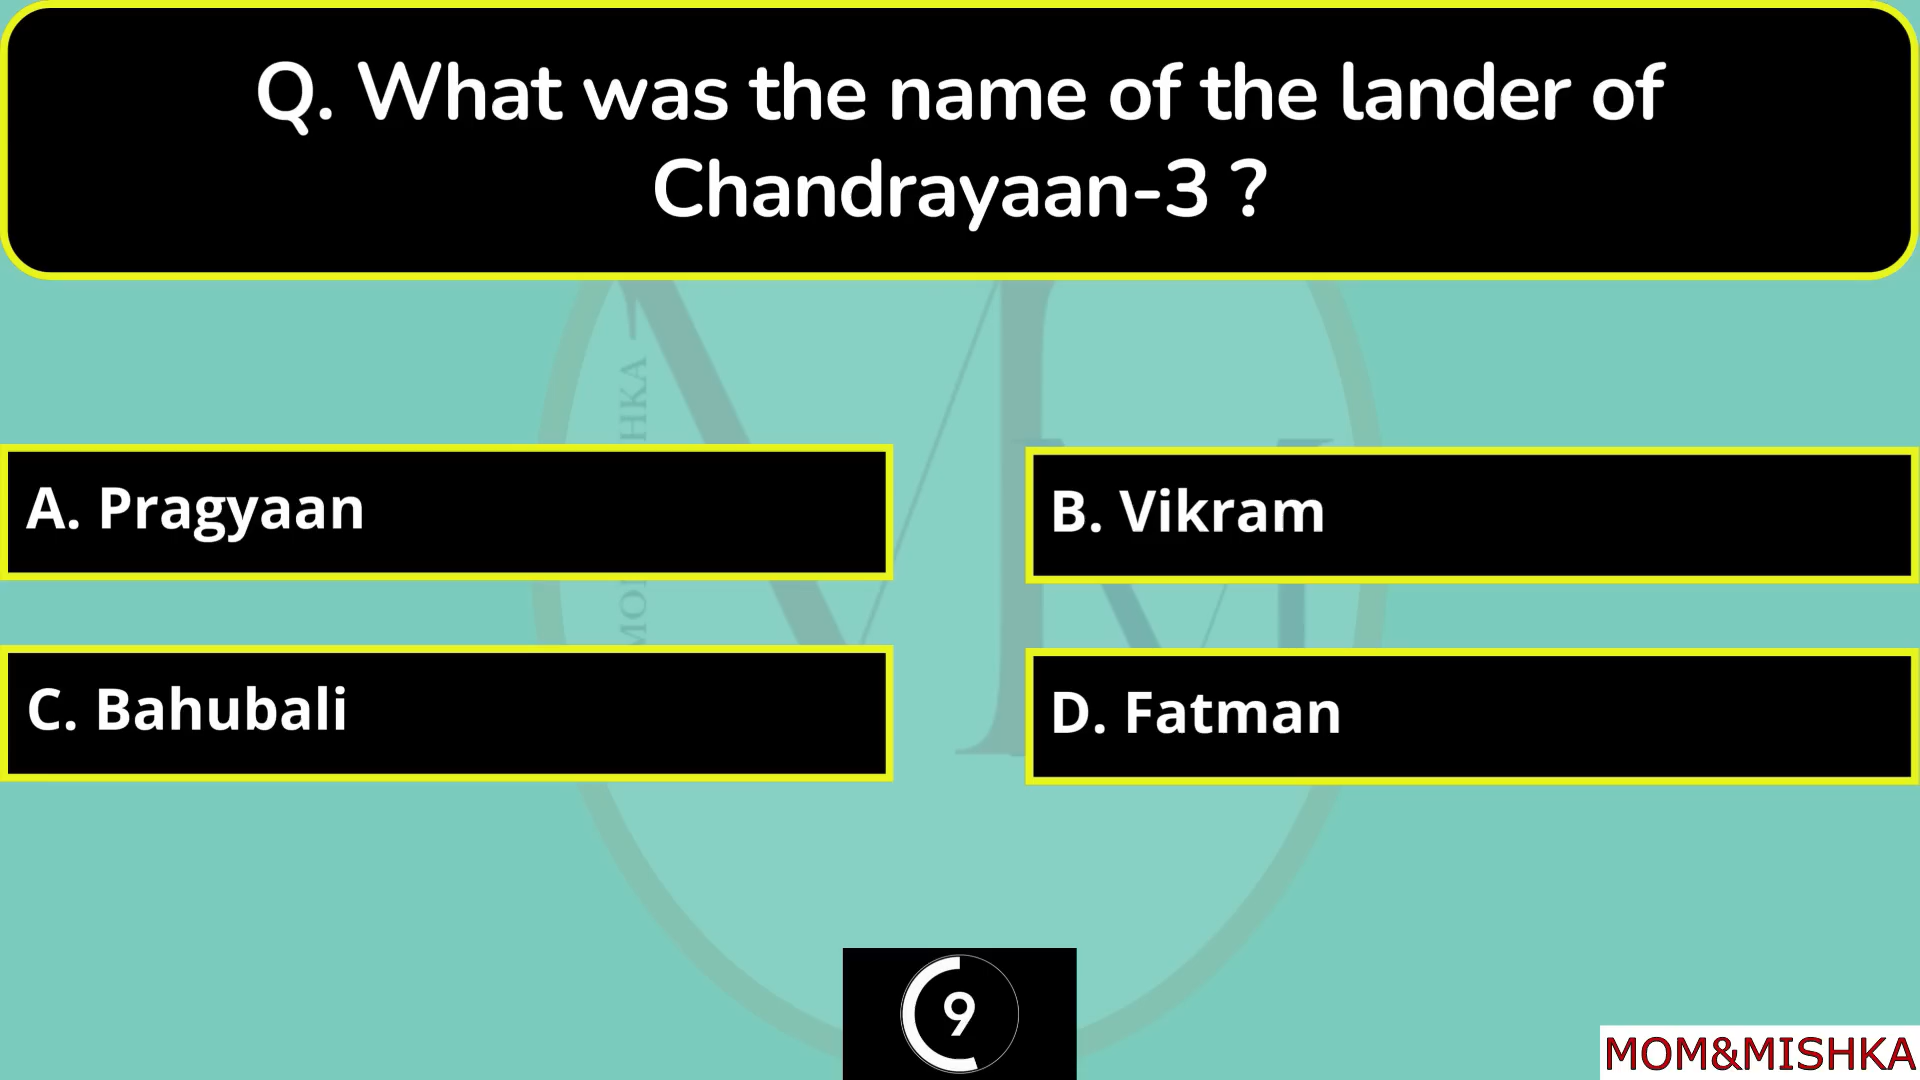 Q. What was the name of the lander of
Chandrayaan-3 ?
A. Pragyaan
B. Vikram
C. Bahubali
D. Fatman
9
MOM&MISHKA